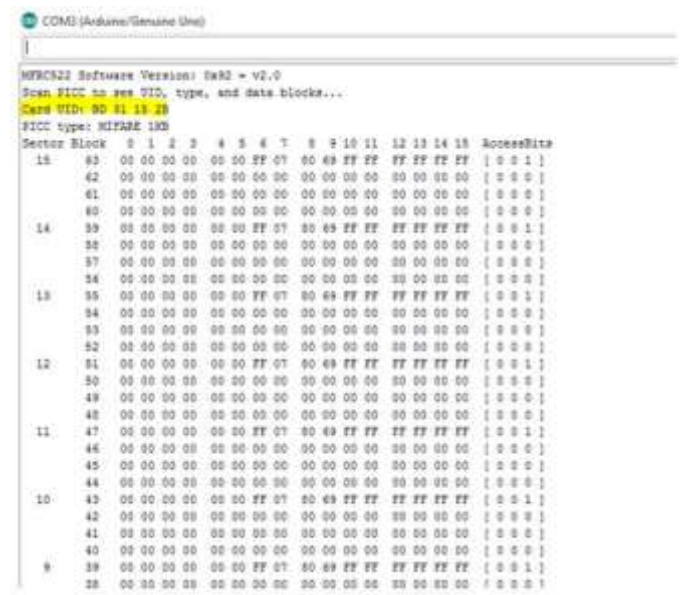 COM3 (Arduino/Genuino Uno)
MFRC522 Software Version: 0x92 = v2.0
Scan PICC to see UID, type, and data blocks...
Card UID: BD 31 15 2B
PICC type: MIFARE 1KB
Sector Block 0 1 2 3 4 5 6 7 8 9 10 11 12 13 14 15 AccessBits
15 63 00 00 00 00 00 00 FF 07 80 69 FF FF FF FF FF FF [ 0 0 1 ]
62 00 00 00 00 00 00 00 00 00 00 00 00 00 00 00 00 [ 0 0 0 ]
61 00 00 00 00 00 00 00 00 00 00 00 00 00 00 00 00 [ 0 0 0 ]
60 00 00 00 00 00 00 00 00 00 00 00 00 00 00 00 00 [ 0 0 0 ]
14 59 00 00 00 00 00 00 FF 07 80 69 FF FF FF FF FF FF [ 0 0 1 ]
58 00 00 00 00 00 00 00 00 00 00 00 00 00 00 00 00 [ 0 0 0 ]
57 00 00 00 00 00 00 00 00 00 00 00 00 00 00 00 00 [ 0 0 0 ]
56 00 00 00 00 00 00 00 00 00 00 00 00 00 00 00 00 [ 0 0 0 ]
13 55 00 00 00 00 00 00 FF 07 80 69 FF FF FF FF FF FF [ 0 0 1 ]
54 00 00 00 00 00 00 00 00 00 00 00 00 00 00 00 00 [ 0 0 0 ]
53 00 00 00 00 00 00 00 00 00 00 00 00 00 00 00 00 [ 0 0 0 ]
52 00 00 00 00 00 00 00 00 00 00 00 00 00 00 00 00 [ 0 0 0 ]
12 51 00 00 00 00 00 00 FF 07 80 69 FF FF FF FF FF FF [ 0 0 1 ]
50 00 00 00 00 00 00 00 00 00 00 00 00 00 00 00 00 [ 0 0 0 ]
49 00 00 00 00 00 00 00 00 00 00 00 00 00 00 00 00 [ 0 0 0 ]
48 00 00 00 00 00 00 00 00 00 00 00 00 00 00 00 00 [ 0 0 0 ]
11 47 00 00 00 00 00 00 FF 07 80 69 FF FF FF FF FF FF [ 0 0 1 ]
46 00 00 00 00 00 00 00 00 00 00 00 00 00 00 00 00 [ 0 0 0 ]
45 00 00 00 00 00 00 00 00 00 00 00 00 00 00 00 00 [ 0 0 0 ]
44 00 00 00 00 00 00 00 00 00 00 00 00 00 00 00 00 [ 0 0 0 ]
10 43 00 00 00 00 00 00 FF 07 80 69 FF FF FF FF FF FF [ 0 0 1 ]
42 00 00 00 00 00 00 00 00 00 00 00 00 00 00 00 00 [ 0 0 0 ]
41 00 00 00 00 00 00 00 00 00 00 00 00 00 00 00 00 [ 0 0 0 ]
40 00 00 00 00 00 00 00 00 00 00 00 00 00 00 00 00 [ 0 0 0 ]
9 39 00 00 00 00 00 00 FF 07 80 69 FF FF FF FF FF FF [ 0 0 1 ]
38 00 00 00 00 00 00 00 00 00 00 00 00 00 00 00 00 [ 0 0 0 ]